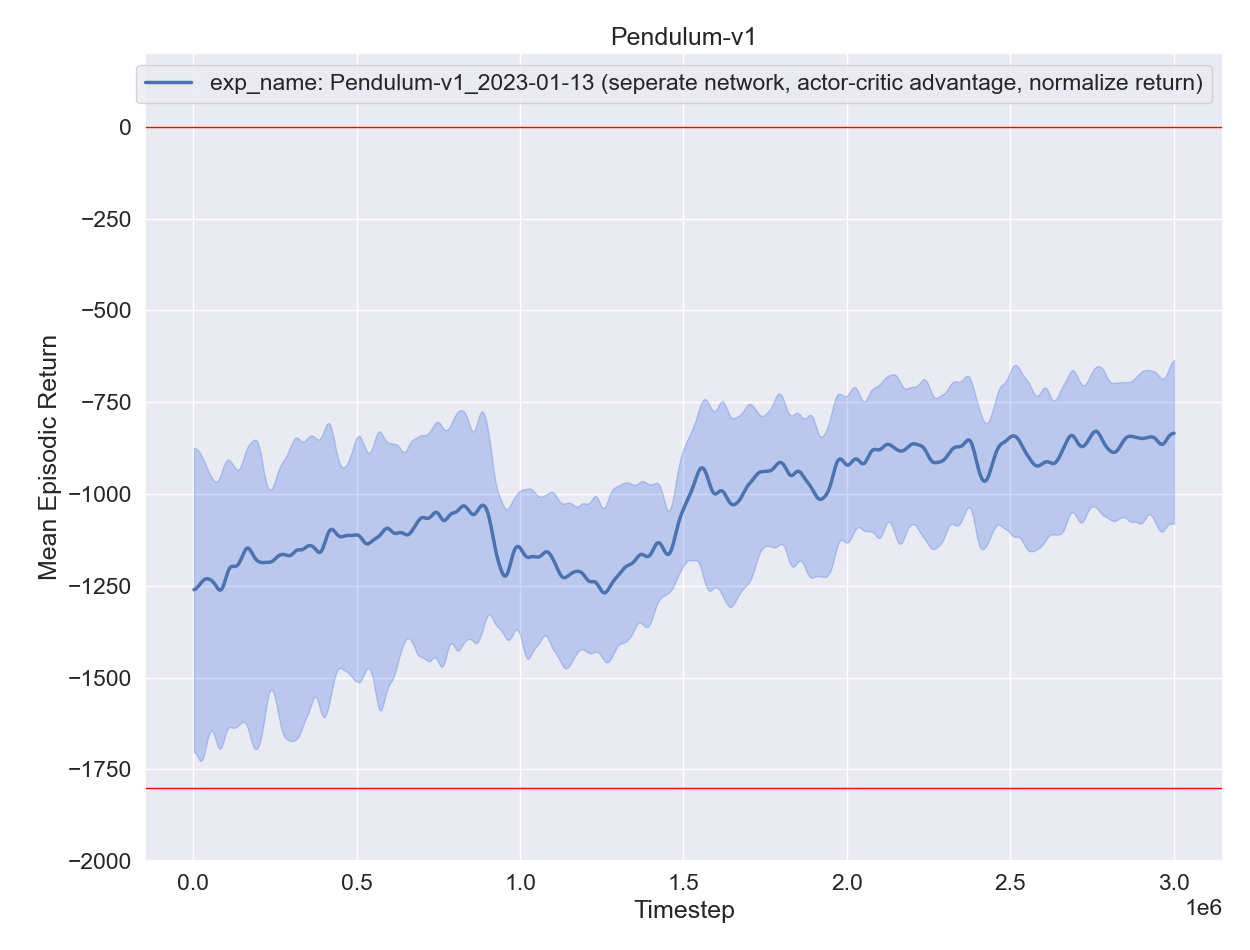 Pendulum-v1
exp_name: Pendulum-v1_2023-01-13 (seperate network, actor-critic advantage, normalize return)
0
−250
−500
−750
−1000
−1250
−1500
−1750
−2000
Mean Episodic Return
0.0 0.5 1.0 1.5 2.0 2.5 3.0
1e6
Timestep